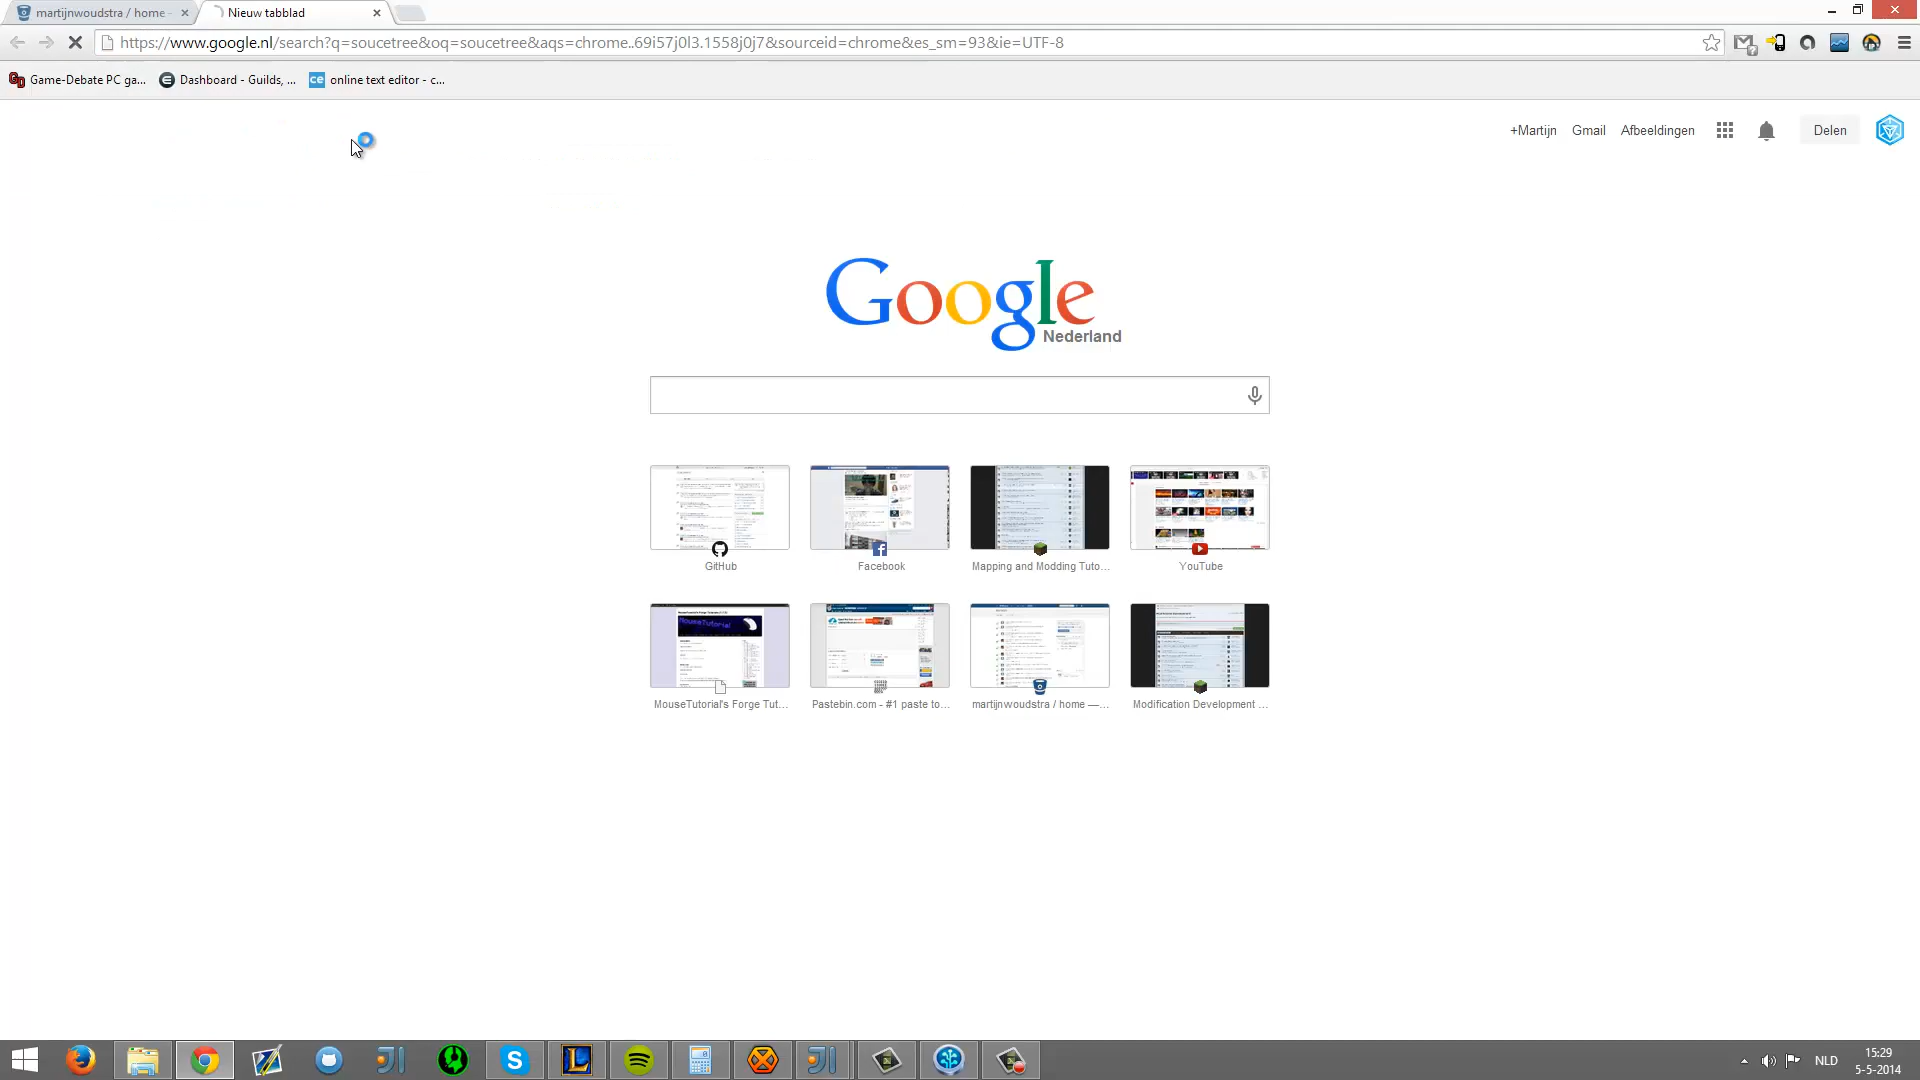 martijnwoudstra / home -
Nieuw tabblad
https://www.google.nl/search?q=soucetree&oq=soucetree&aqs=chrome..69i57j0l3.1558j0j7&sourceid=chrome&es_sm=93&ie=UTF-8
Game-Debate PC ga...
Dashboard - Guilds, ...
ce
online text editor - c...
+Martijn
Gmail
Afbeeldingen
Delen
Google
Nederland
GitHub
Facebook
Mapping and Modding Tuto...
YouTube
MouseTutorial
MouseTutorial's Forge Tut...
Pastebin.com - #1 paste to...
martijnwoudstra / home —...
Modification Development ...
NLD
15:29
5-5-2014